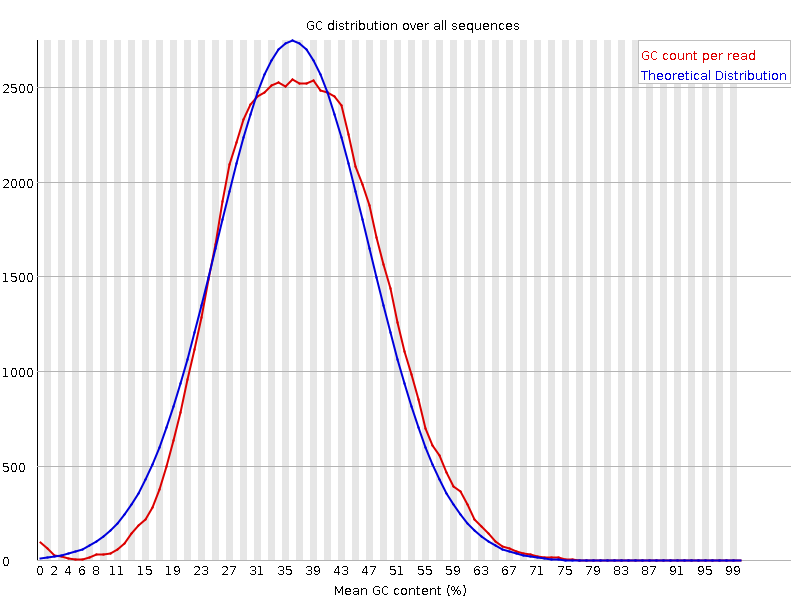 GC distribution over all sequences
GC count per read
Theoretical Distribution
2500
2000
1500
1000
500
0
0 2 4 6 8 11 15 19 23 27 31 35 39 43 47 51 55 59 63 67 71 75 79 83 87 91 95 99
Mean GC content (%)